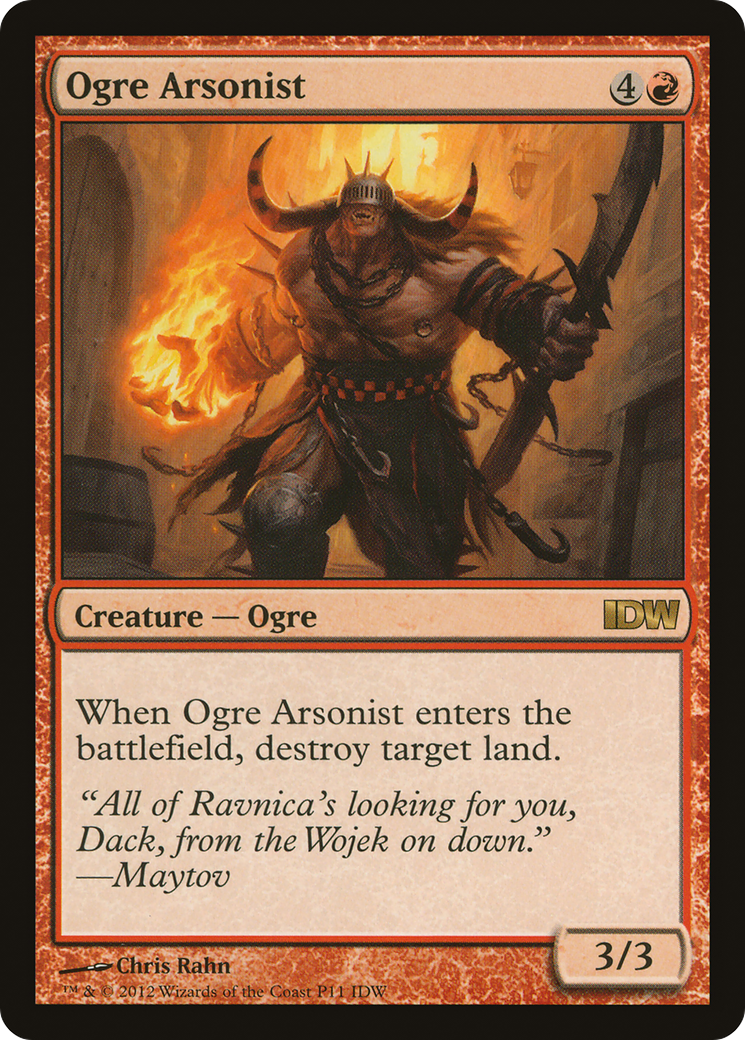 Ogre Arsonist 4
Creature — Ogre IDW
When Ogre Arsonist enters the
battlefield, destroy target land.
“All of Ravnica’s looking for you,
Dack, from the Wojek on down.”
—Maytov
3/3
Chris Rahn
™ & © 2012 Wizards of the Coast P11 IDW